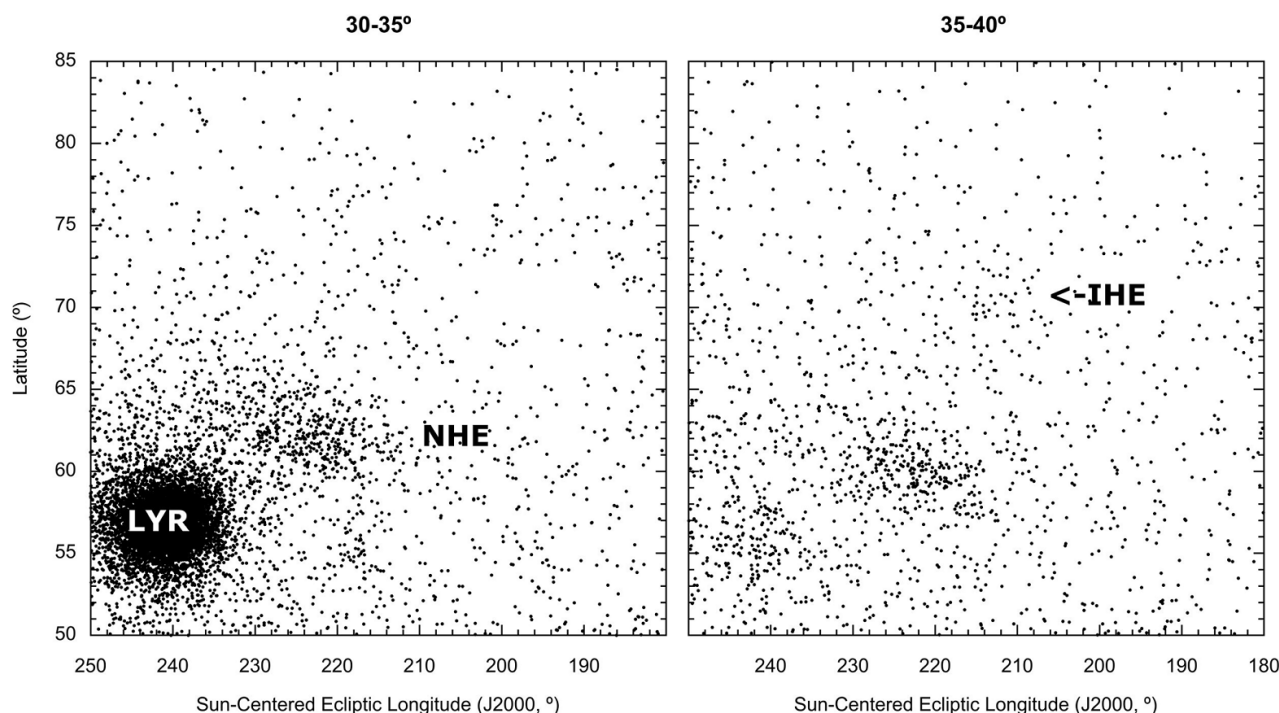 30-35º
35-40º
85
80
75
70
65
60
55
50
Latitude (º)
<-IHE
NHE
LYR
250 240 230 220 210 200 190
240 230 220 210 200 190 180
Sun-Centered Ecliptic Longitude (J2000, º)
Sun-Centered Ecliptic Longitude (J2000, º)